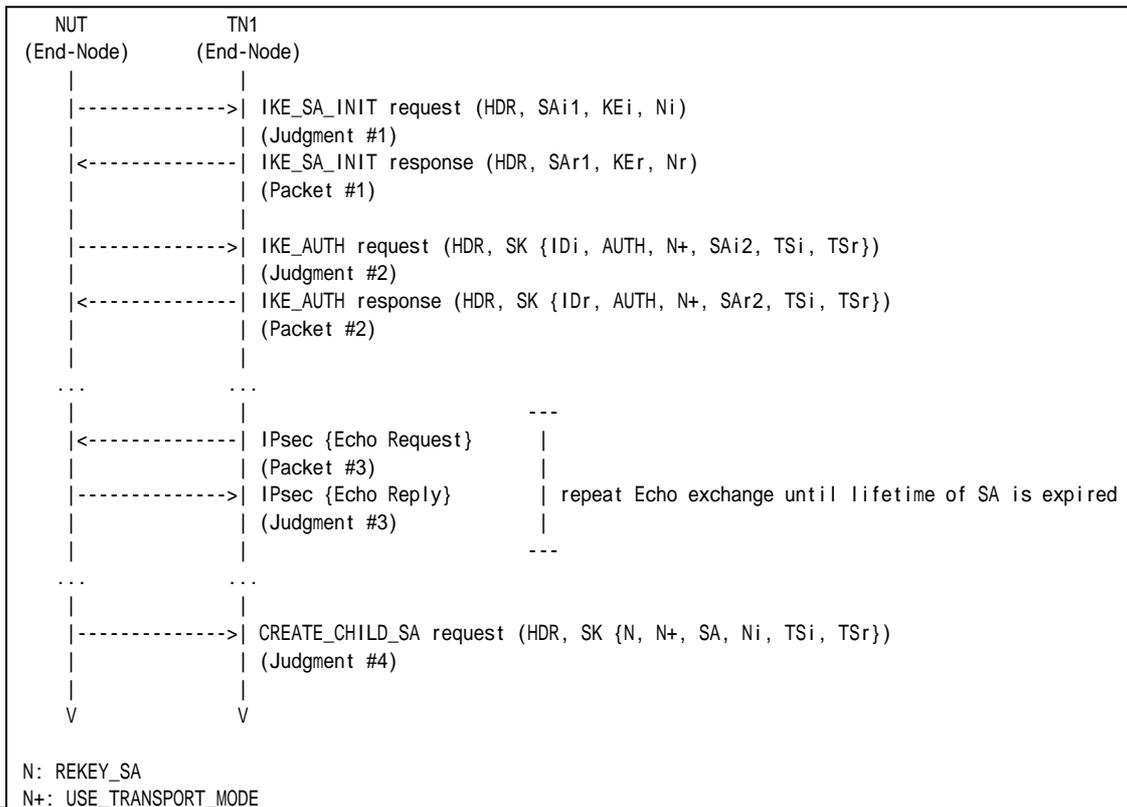 NUT TN1
(End-Node) (End-Node)
| |
|-------------->| IKE_SA_INIT request (HDR, SAi1, KEi, Ni)
| | (Judgment #1)
|<--------------| IKE_SA_INIT response (HDR, SAr1, KEr, Nr)
| | (Packet #1)
| |
|-------------->| IKE_AUTH request (HDR, SK {IDi, AUTH, N+, SAi2, TSi, TSr})
| | (Judgment #2)
|<--------------| IKE_AUTH response (HDR, SK {IDr, AUTH, N+, SAr2, TSi, TSr})
| | (Packet #2)
| |
... ...
| | ---
|<--------------| IPsec {Echo Request} |
| | (Packet #3) |
|-------------->| IPsec {Echo Reply} | repeat Echo exchange until lifetime of SA is expired
| | (Judgment #3) |
| | ---
... ...
| |
|-------------->| CREATE_CHILD_SA request (HDR, SK {N, N+, SA, Ni, TSi, TSr})
| | (Judgment #4)
| |
V V
N: REKEY_SA
N+: USE_TRANSPORT_MODE